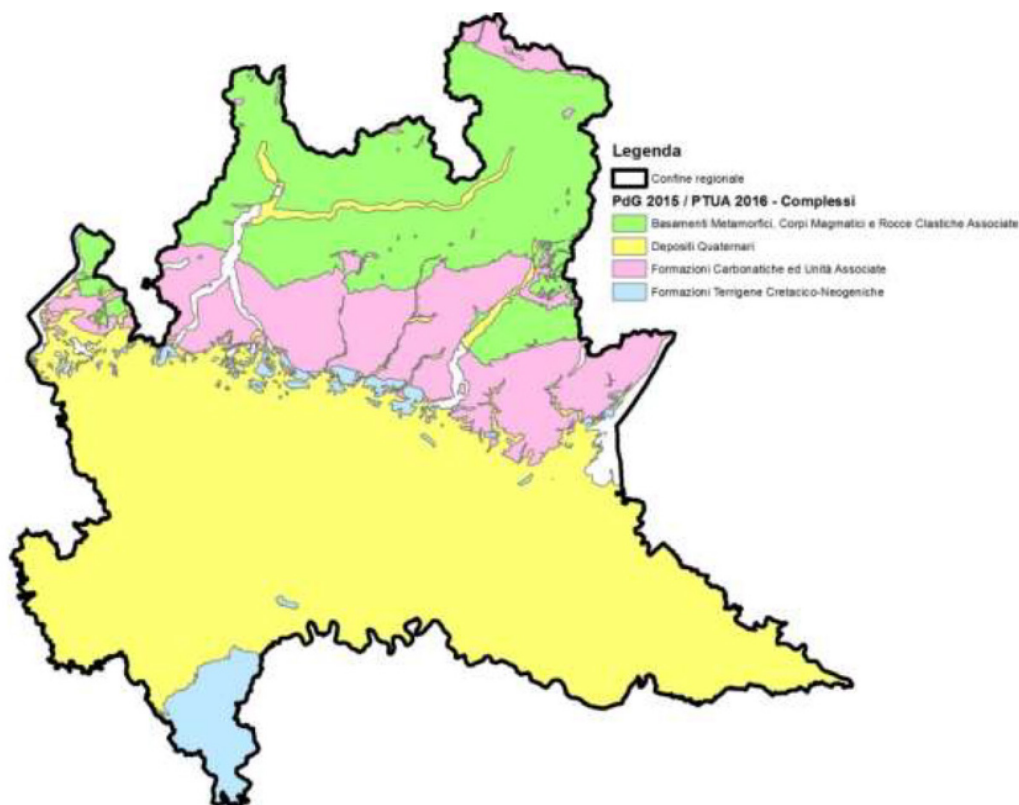 Legenda
Confine regionale
PdG 2015 / PTUA 2016 - Complessi
Basamenti Metamorfici, Corpi Magmatici e Rocce Clastiche Associate
Depositi Quaternari
Formazioni Carbonatiche ed Unità Associate
Formazioni Terrigene Cretacico-Neogeniche